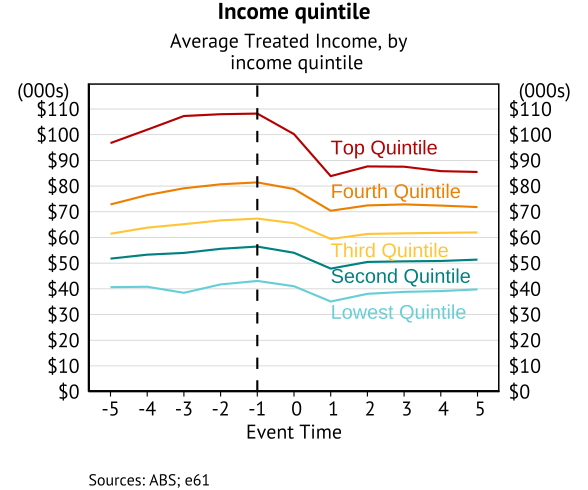 Income quintile
Average Treated Income, by
income quintile
(000s) (000s)
$110 $110
$100 $100
$90 $90
$80 $80
$70 $70
$60 $60
$50 $50
$40 $40
$30 $30
$20 $20
$10 $10
$0 $0
Top Quintile
Fourth Quintile
Third Quintile
Second Quintile
Lowest Quintile
-5 -4 -3 -2 -1 0 1 2 3 4 5
Event Time
Sources: ABS; e61